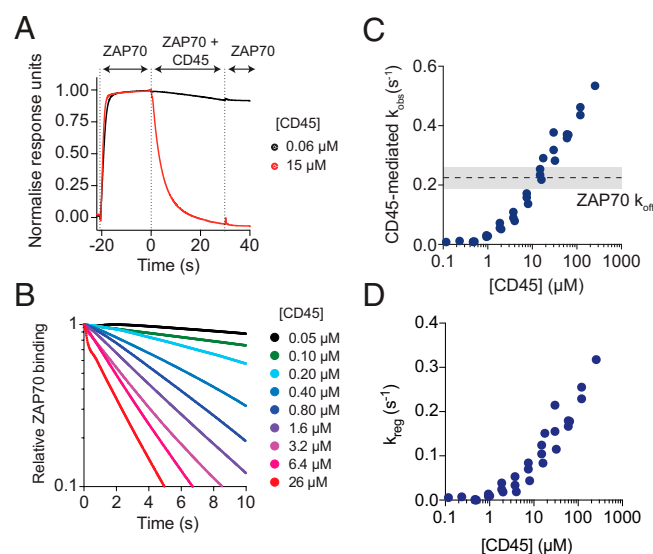 A
ZAP70
ZAP70 +
CD45
ZAP70
Normalise response units
1.00
0.75
0.50
0.25
0.00
-20
0
20
40
Time (s)
[CD45]
0.06 µM
15 µM
B
Relative ZAP70 binding
1
0.1
0
2
4
6
8
10
Time (s)
[CD45]
0.05 µM
0.10 µM
0.20 µM
0.40 µM
0.80 µM
1.6 µM
3.2 µM
6.4 µM
26 µM
C
CD45-mediated kobs(s-1)
0.6
0.4
0.2
0.0
ZAP70 koff
0.1
1
10
100
1000
[CD45] (µM)
D
kreg(s-1)
0.4
0.3
0.2
0.1
0.0
0.1
1
10
100
1000
[CD45] (µM)